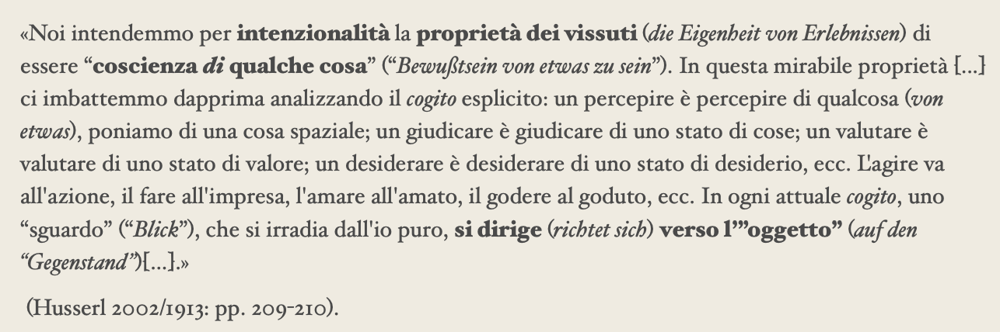 «Noi intendemmo per intenzionalità la proprietà dei vissuti (die Eigenheit von Erlebnissen) di
essere “coscienza di qualche cosa” (“Bewußtsein von etwas zu sein”). In questa mirabile proprietà [...]
ci imbattemmo dapprima analizzando il cogito esplicito: un percepire è percepire di qualcosa (von
etwas), poniamo di una cosa spaziale; un giudicare è giudicare di uno stato di cose; un valutare è
valutare di uno stato di valore; un desiderare è desiderare di uno stato di desiderio, ecc. L'agire va
all'azione, il fare all'impresa, l'amare all'amato, il godere al goduto, ecc. In ogni attuale cogito, uno
“sguardo” (“Blick”), che si irradia dall'io puro, si dirige (richtet sich) verso l’”oggetto” (auf den
“Gegenstand”)[...].»
(Husserl 2002/1913: pp. 209-210).